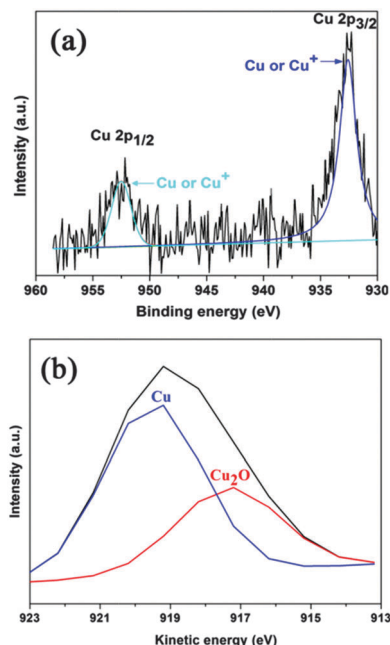 (a)
Cu 2p3/2
Cu or Cu+
Cu 2p1/2
Cu or Cu+
Intensity (a.u.)
960 955 950 945 940 935 930
Binding energy (eV)
(b)
Cu
Cu2O
Intensity (a.u.)
923 921 919 917 915 913
Kinetic energy (eV)